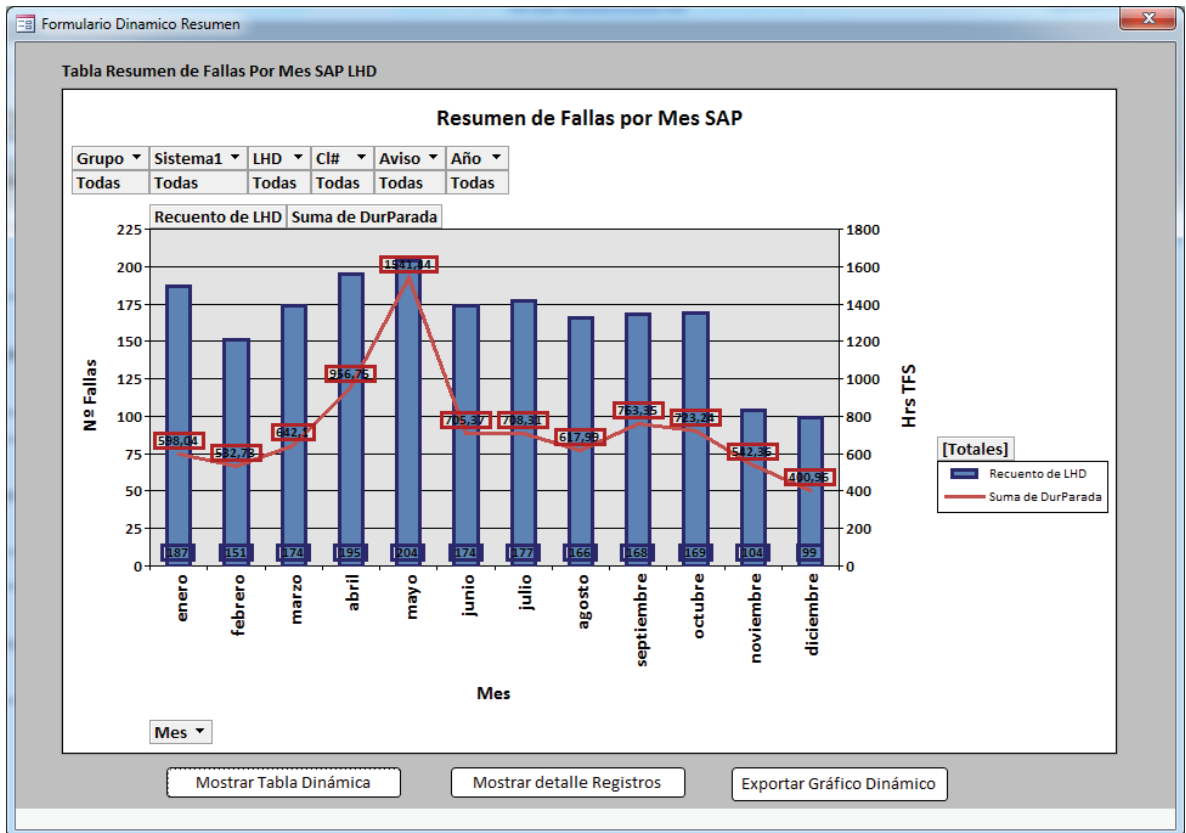 Formulario Dinamico Resumen
Tabla Resumen de Fallas Por Mes SAP LHD
Resumen de Fallas por Mes SAP
Grupo Sistema1 LHD Cl# Aviso Año
Todas Todas Todas Todas Todas Todas
Recuento de LHD Suma de DurParada
225 1800
200 1600
175 1400
150 1200
125 1000
100 800
75 600
50 400
25 200
0 0
Nº Fallas
Hrs TFS
598,04 532,73 642,1 956,75 1541,44 705,37 708,31 617,99 763,35 723,24 542,36 400,96
187 151 174 195 204 174 177 166 168 169 104 99
enero febrero marzo abril mayo junio julio agosto septiembre octubre noviembre diciembre
Mes
[Totales]
Recuento de LHD
Suma de DurParada
Mes
Mostrar Tabla Dinámica Mostrar detalle Registros Exportar Gráfico Dinámico